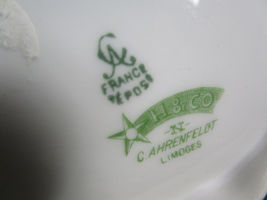 CA
FRANCE
DÉPOSÉ
H & CO
N
C. AHRENFELDT
LIMOGES